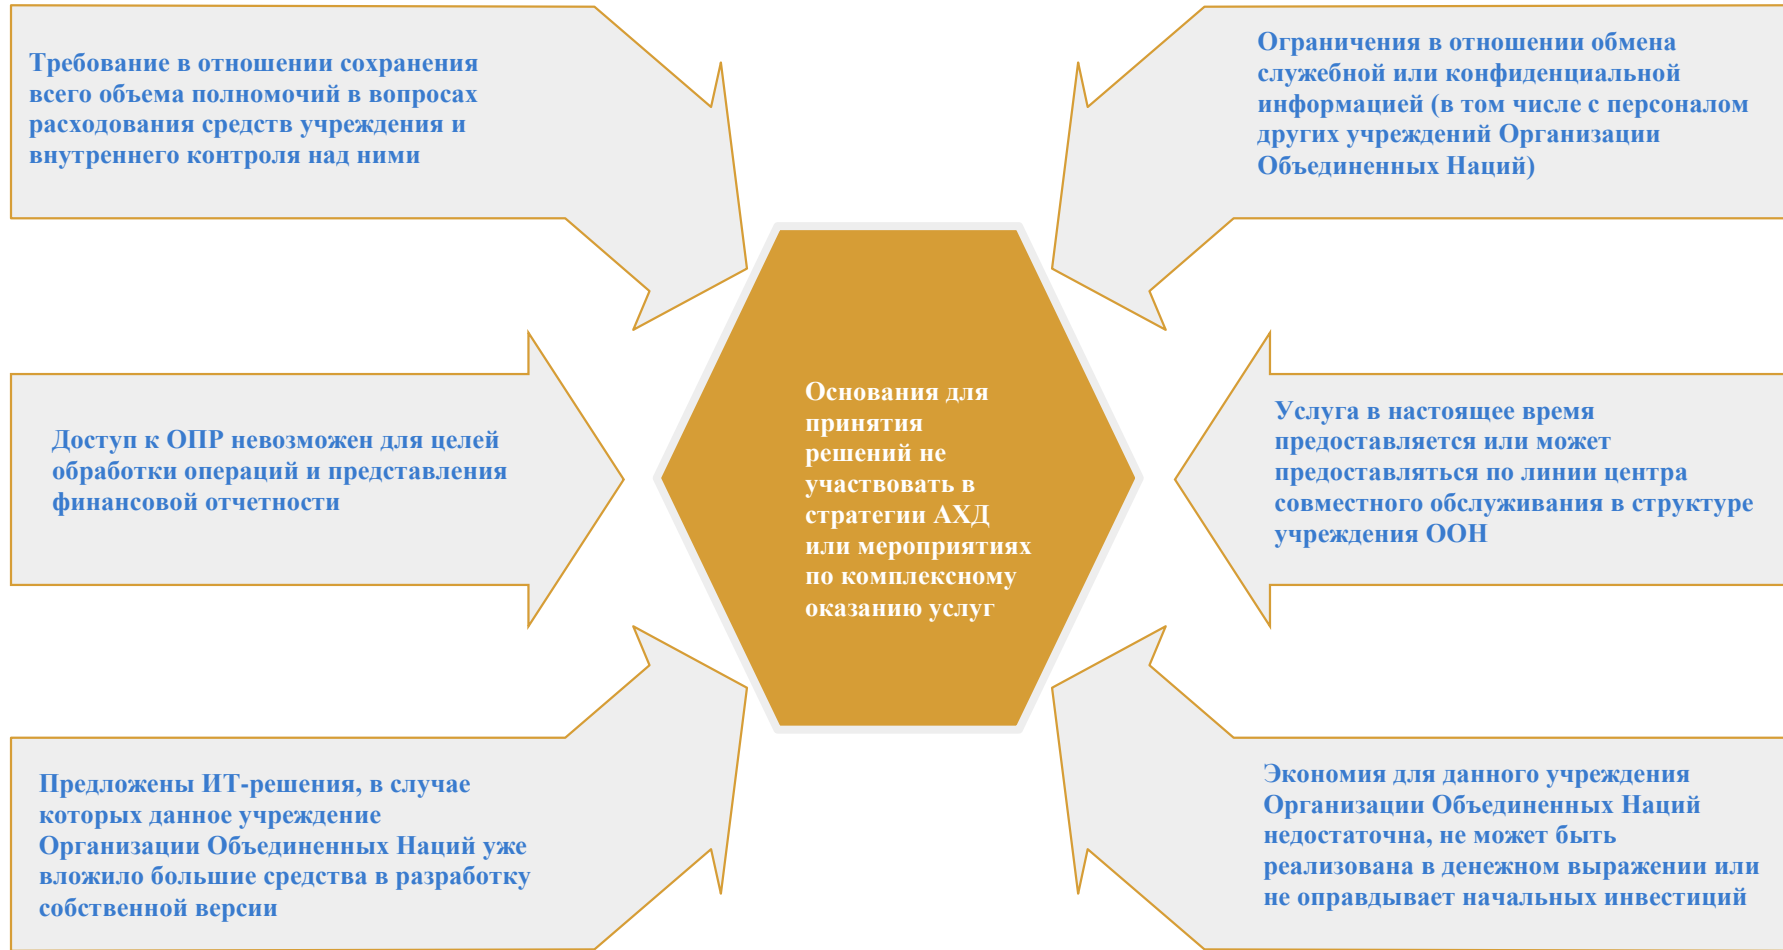 Требование в отношении сохранения
всего объема полномочий в вопросах
расходования средств учреждения и
внутреннего контроля над ними
Ограничения в отношении обмена
служебной или конфиденциальной
информацией (в том числе с персоналом
других учреждений Организации
Объединенных Наций)
Доступ к ОПР невозможен для целей
обработки операций и представления
финансовой отчетности
Основания для
принятия
решений не
участвовать в
стратегии АХД
или мероприятиях
по комплексному
оказанию услуг
Услуга в настоящее время
предоставляется или может
предоставляться по линии центра
совместного обслуживания в структуре
учреждения ООН
Предложены ИТ-решения, в случае
которых данное учреждение
Организации Объединенных Наций уже
вложило большие средства в разработку
собственной версии
Экономия для данного учреждения
Организации Объединенных Наций
недостаточна, не может быть
реализована в денежном выражении или
не оправдывает начальных инвестиций